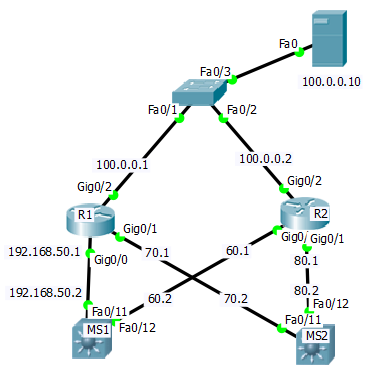 Fa0
Fa0/3
100.0.0.10
Fa0/1
Fa0/2
100.0.0.1
100.0.0.2
Gig0/2
Gig0/2
R1
R2
Gig0/1
Gig0/
Gig0/1
192.168.50.1
Gig0/0
70.1
60.1
80.1
192.168.50.2
60.2
70.2
80.2
Fa0/11
Fa0/12
Fa0/11
Fa0/12
MS1
MS2